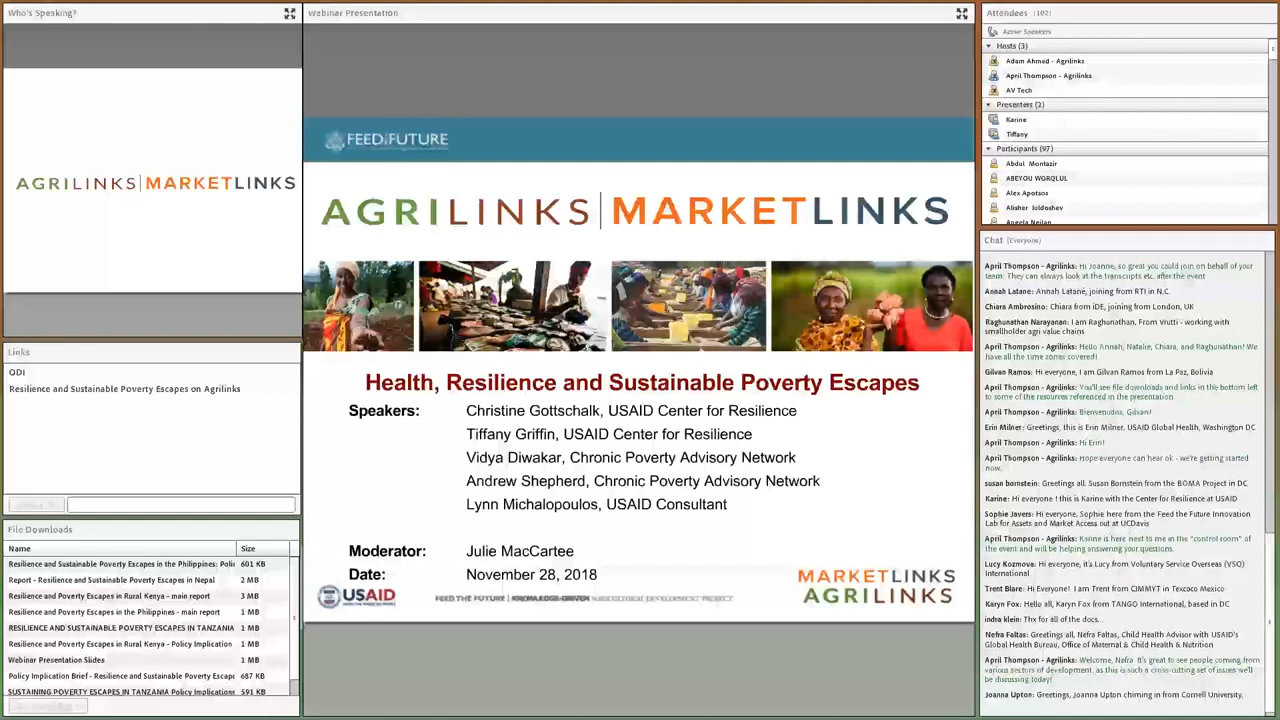 Who's Speaking?
AGRILINKS | MARKETLINKS
Links
ODI
Resilience and Sustainable Poverty Escapes on Agrilinks
File Downloads
Name Size
Resilience and Sustainable Poverty Escapes in the Philippines: Polic 601 KB
Report - Resilience and Sustainable Poverty Escapes in Nepal 2 MB
Resilience and Poverty Escapes in Rural Kenya - main report 3 MB
Resilience and Poverty Escapes in the Philippines - main report 1 MB
RESILIENCE AND SUSTAINABLE POVERTY ESCAPES IN TANZANIA 1 MB
Resilience and Poverty Escapes in Rural Kenya - Policy Implication 1 MB
Webinar Presentation Slides 1 MB
Policy Implication Brief - Resilience and Sustainable Poverty Escape 687 KB
SUSTAINING POVERTY ESCAPES IN TANZANIA Policy Implications 591 KB
Webinar Presentation
FEED THE FUTURE
AGRILINKS | MARKETLINKS
Health, Resilience and Sustainable Poverty Escapes
Speakers: Christine Gottschalk, USAID Center for Resilience
Tiffany Griffin, USAID Center for Resilience
Vidya Diwakar, Chronic Poverty Advisory Network
Andrew Shepherd, Chronic Poverty Advisory Network
Lynn Michalopoulos, USAID Consultant
Moderator: Julie MacCartee
Date: November 28, 2018
USAID
FEED THE FUTURE | KNOWLEDGE-DRIVEN AGRICULTURAL DEVELOPMENT PROJECT
MARKETLINKS
AGRILINKS
Attendees (102)
Active Speakers
Hosts (3)
Adam Ahmed - Agrilinks
April Thompson - Agrilinks
AV Tech
Presenters (2)
Karine
Tiffany
Participants (97)
Abdul Montazir
ABEYOU WORQLUL
Alex Apotsos
Alisher Iuldoshev
Angela Neilan
Chat (Everyone)
April Thompson - Agrilinks: Hi Joanne, so great you could join on behalf of your
team. They can always look at the transcripts etc. after the event
Annah Latane: Annah Latané, joining from RTI in N.C.
Chiara Ambrosino: Chiara from iDE, joining from London, UK
Raghunathan Narayanan: I am Raghunathan, From Vrutti - working with
smallholder agri value chains
April Thompson - Agrilinks: Hello Annah, Natalie, Chiara, and Raghunathan! We
have all the time zones covered!
Gilvan Ramos: Hi everyone, I am Gilvan Ramos from La Paz, Bolivia
April Thompson - Agrilinks: You'll see file downloads and links in the bottom left
to some of the resources referenced in the presentation
April Thompson - Agrilinks: Bienvenudos, Gilvan!
Erin Milner: Greetings, this is Erin Milner, USAID Global Health, Washington DC
April Thompson - Agrilinks: Hi Erin!
April Thompson - Agrilinks: Hope everyone can hear ok - we're getting started
now.
susan bornstein: Greetings all. Susan Bornstein from the BOMA Project in DC
Karine: Hi everyone ! this is Karine with the Center for Resilience at USAID
Sophie Javers: Hi everyone, Sophie here from the Feed the Future Innovation
Lab for Assets and Market Access out at UCDavis
April Thompson - Agrilinks: Karine is here next to me in the "control room" of
the event and will be helping answering your questions.
Lucy Kozmova: Hi everyone, it's Lucy from Voluntary Service Overseas (VSO)
International
Trent Blare: Hi Everyone! I am Trent from CIMMYT in Texcoco Mexico
Karyn Fox: Hello all, Karyn Fox from TANGO International, based in DC
indra klein: Thx for all of the docs...
Nefra Faltas: Greetings all, Nefra Faltas, Child Health Advisor with USAID's
Global Health Bureau, Office of Maternal & Child Health & Nutrition
April Thompson - Agrilinks: Welcome, Nefra It's great to see people coming from
various sectors of development, as this is such a cross-cutting set of issues we'll
be discussing today!
Joanna Upton: Greetings, Joanna Upton chiming in from Cornell University.